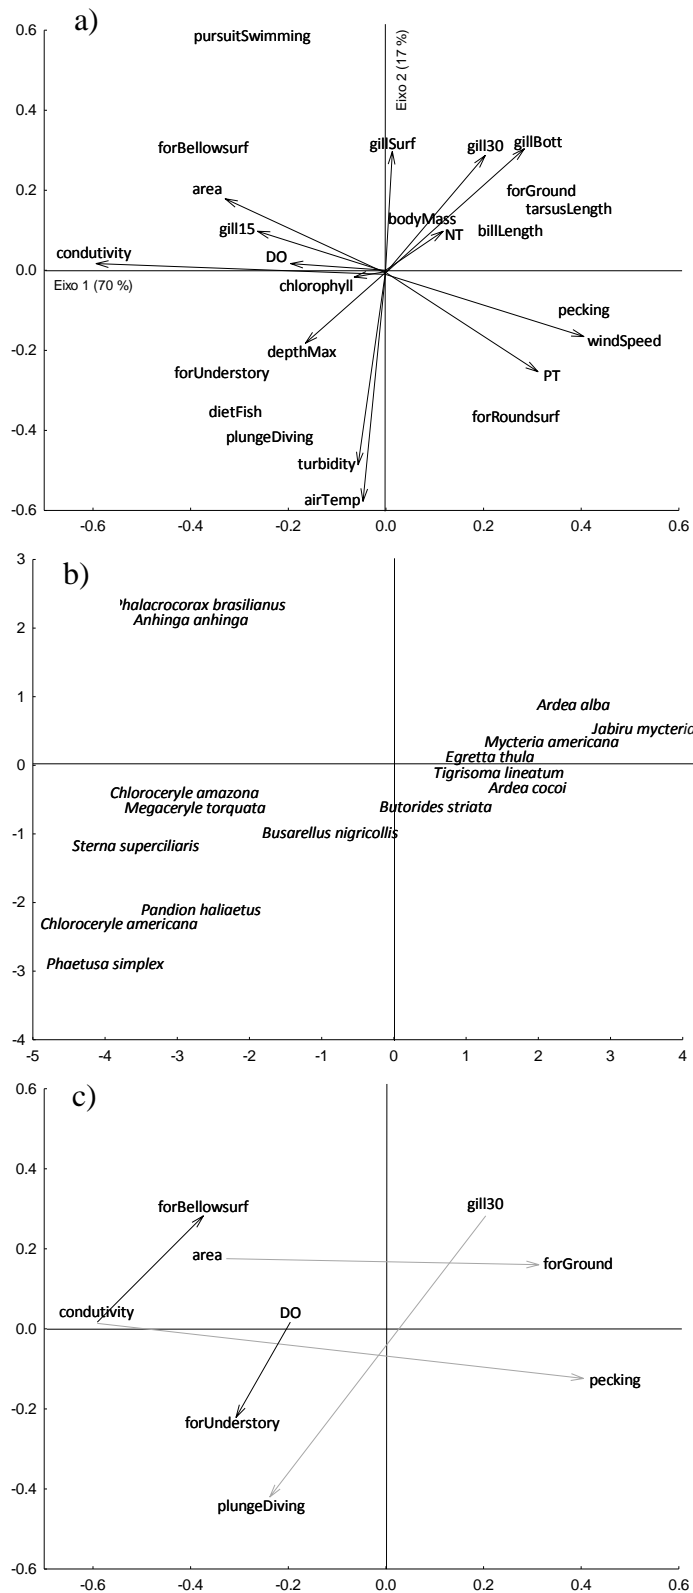 a)
0.6
pursuitSwimming
Eixo 2 (17 %)
0.4
forBellowsurf
gillSurf
gill30
gillBott
area
0.2
forGround
tarsusLength
gill15
bodyMass
NT
billLength
condutivity
DO
0.0
Eixo 1 (70 %)
chlorophyll
pecking
-0.2
depthMax
windSpeed
forUnderstory
PT
dietFish
forRoundsurf
-0.4
plungeDiving
turbidity
airTemp
-0.6
-0.6 -0.4 -0.2 0.0 0.2 0.4 0.6
b)
3
Phalacrocorax brasilianus
Anhinga anhinga
2
1
Ardea alba
Jabiru mycteria
Mycteria americana
Egretta thula
0
Tigrisoma lineatum
Ardea cocoi
Chloroceryle amazona
Megaceryle torquata
Butorides striata
-1
Busarellus nigricollis
Sterna superciliaris
-2
Pandion haliaetus
Chloroceryle americana
Phaetusa simplex
-3
-4
-5 -4 -3 -2 -1 0 1 2 3 4
c)
0.6
0.4
forBellowsurf
gill30
0.2
area
forGround
condutivity
DO
0.0
pecking
-0.2
forUnderstory
-0.4
plungeDiving
-0.6
-0.6 -0.4 -0.2 0.0 0.2 0.4 0.6